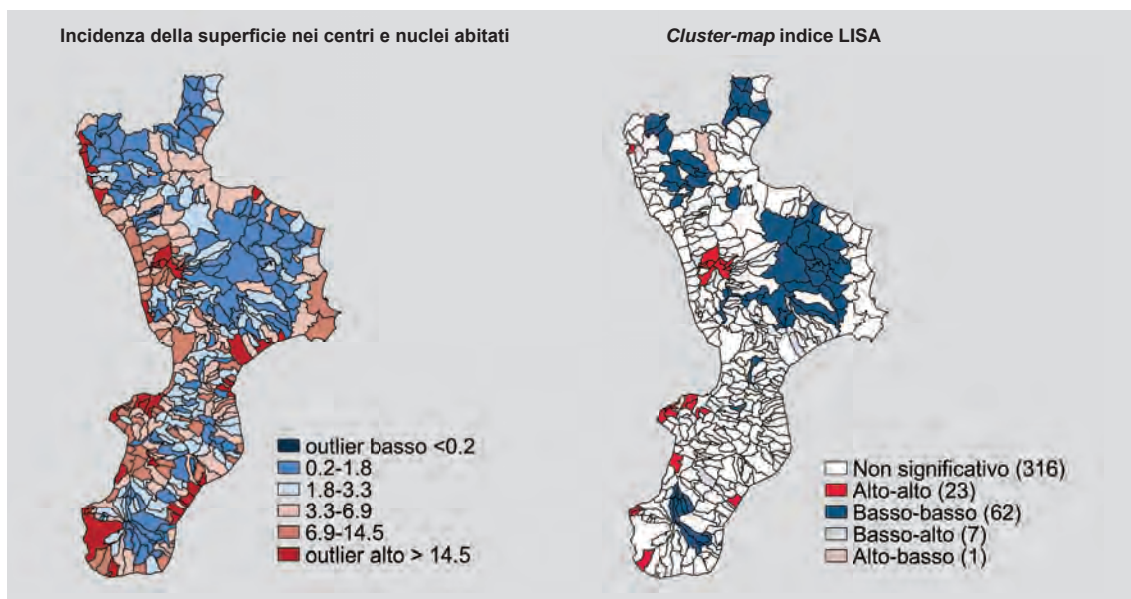 Incidenza della superficie nei centri e nuclei abitati
Cluster-map indice LISA
outlier basso <0.2
0.2-1.8
1.8-3.3
3.3-6.9
6.9-14.5
outlier alto > 14.5
Non significativo (316)
Alto-alto (23)
Basso-basso (62)
Basso-alto (7)
Alto-basso (1)